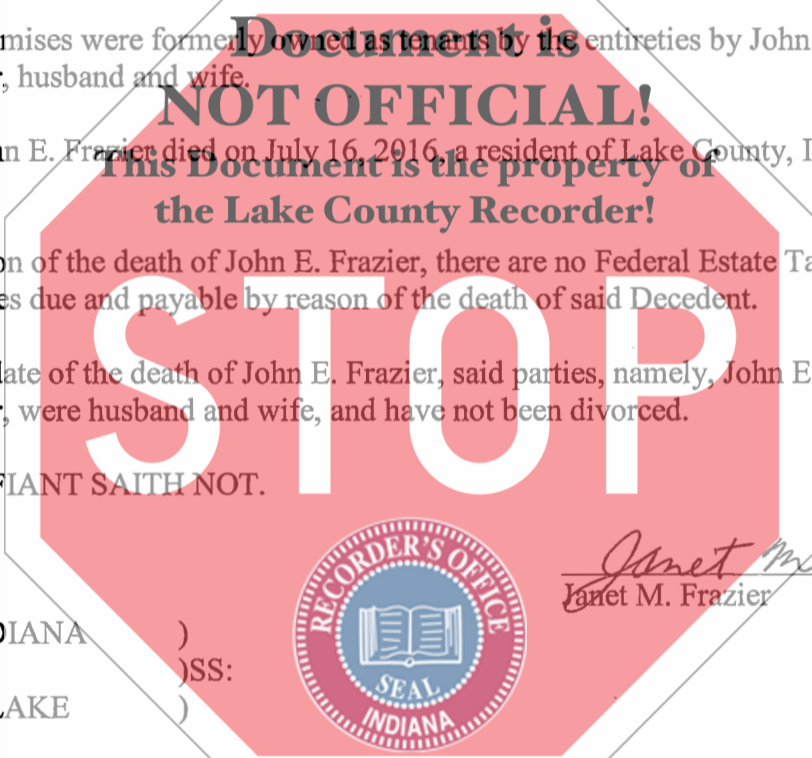 Document is
mises were formerly owned as tenants by the entireties by John
, husband and wife.
NOT OFFICIAL!
n E. Frazier died on July 16, 2016, a resident of Lake County, I
This Document is the property of
the Lake County Recorder!
on of the death of John E. Frazier, there are no Federal Estate Ta
es due and payable by reason of the death of said Decedent.
STOP
late of the death of John E. Frazier, said parties, namely, John E
, were husband and wife, and have not been divorced.
FIANT SAITH NOT.
RECORDER'S OFFICE
SEAL
INDIANA
Janet M
Janet M. Frazier
DIANA )
)SS:
LAKE )